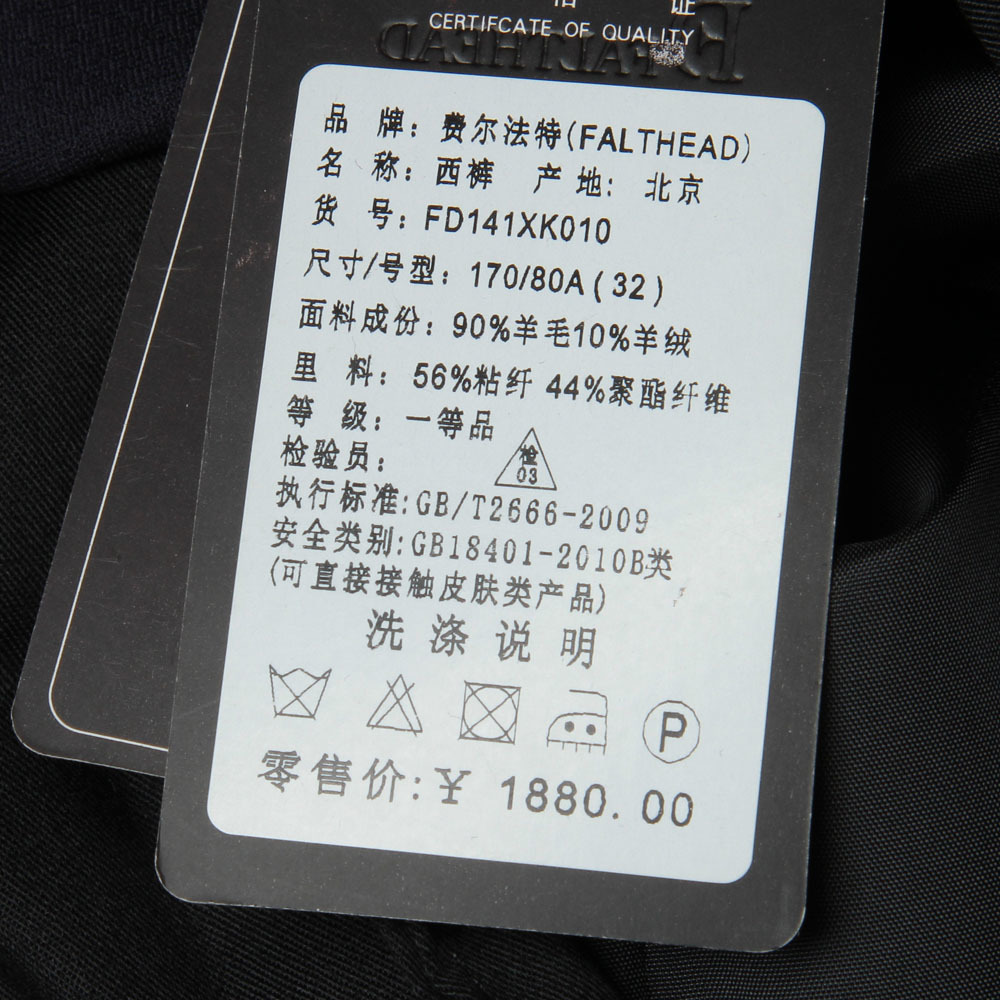 证
CERTIFCATE OF QUALITY
FALTHEAD
品 牌：费尔法特(FALTHEAD)
名 称：西裤 产 地：北京
货 号：FD141XK010
尺寸/号型：170/80A(32)
面料成份：90%羊毛10%羊绒
里 料：56%粘纤 44%聚酯纤维
等 级：一等品
检验员：
检
03
执行标准:GB/T2666-2009
安全类别:GB18401-2010B类
(可直接接触皮肤类产品)
洗涤说明
P
零售价:¥ 1880.00